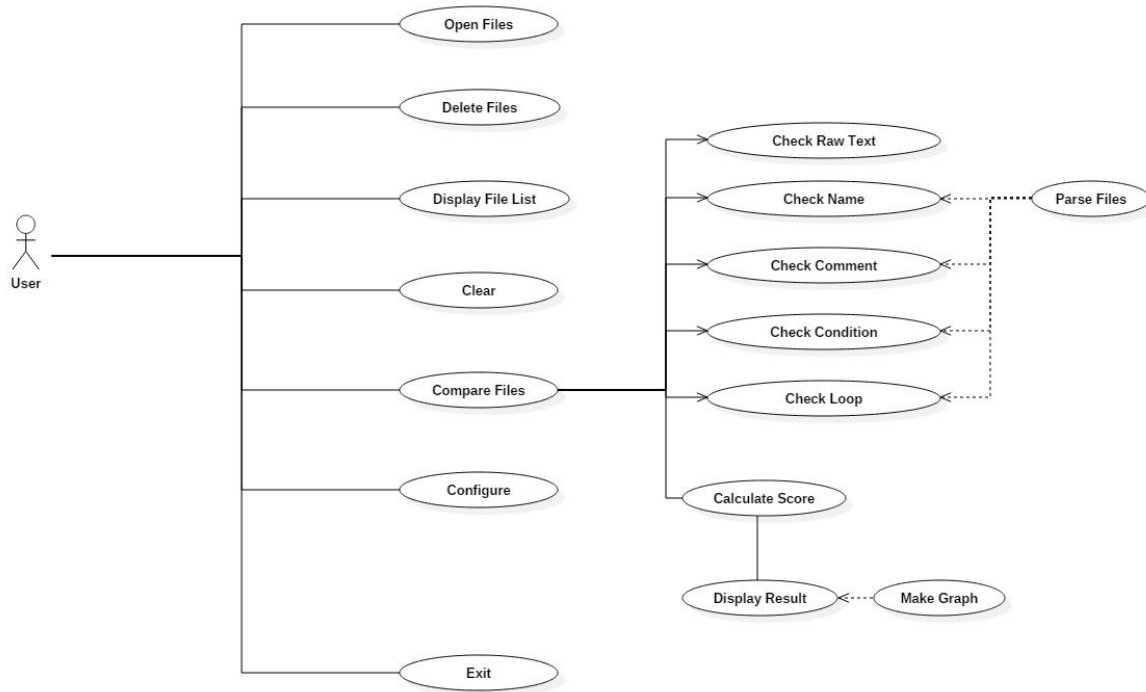 Open Files
Delete Files
Check Raw Text
Display File List
Check Name
Parse Files
User
Check Comment
Clear
Check Condition
Compare Files
Check Loop
Configure
Calculate Score
Display Result
Make Graph
Exit